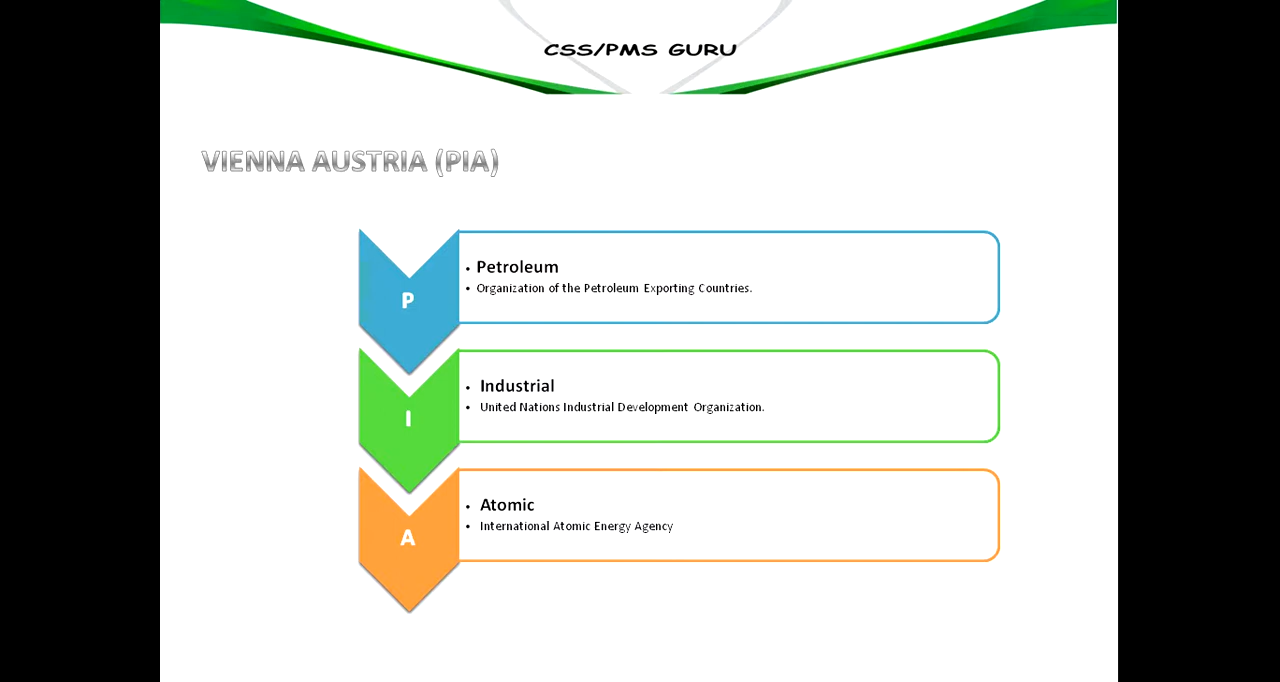 CSS/PMS GURU
VIENNA AUSTRIA (PIA)
P
• Petroleum
• Organization of the Petroleum Exporting Countries.
I
• Industrial
• United Nations Industrial Development Organization.
A
• Atomic
• International Atomic Energy Agency